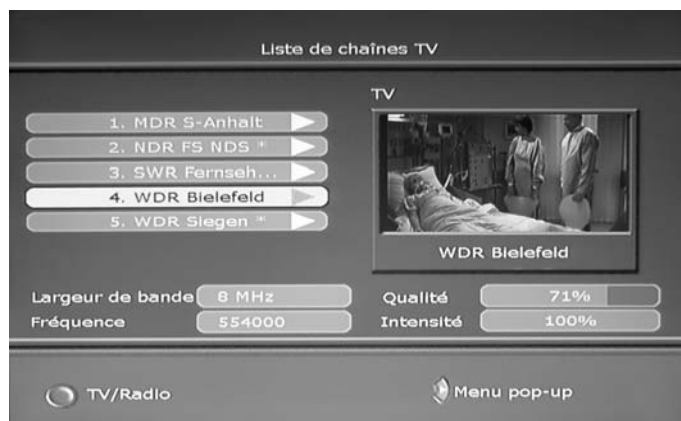 Liste de chaînes TV
TV
1. MDR S-Anhalt
2. NDR FS NDS *
3. SWR Fernseh...
4. WDR Bielefeld
5. WDR Siegen *
WDR Bielefeld
Largeur de bande 8 MHz
Fréquence 554000
Qualité 71%
Intensité 100%
TV/Radio
Menu pop-up